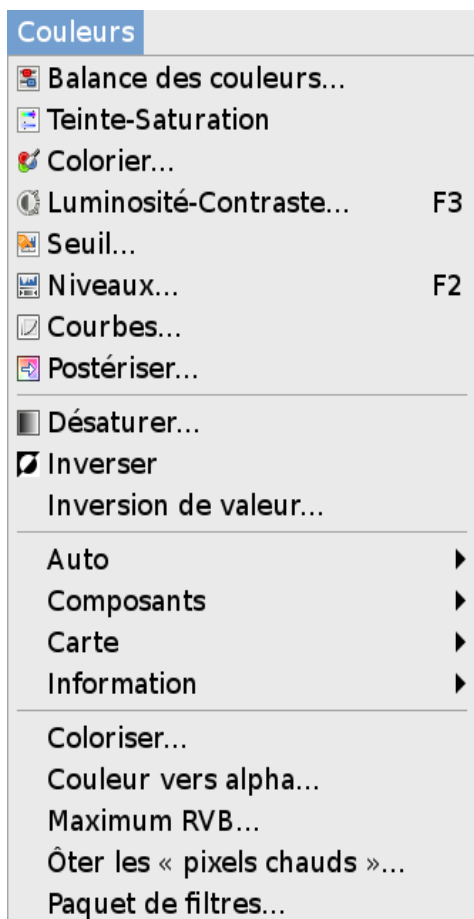 Couleurs
Balance des couleurs...
Teinte-Saturation
Colorier...
Luminosité-Contraste... F3
Seuil...
Niveaux... F2
Courbes...
Postériser...
Désaturer...
Inverser
Inversion de valeur...
Auto
Composants
Carte
Information
Coloriser...
Couleur vers alpha...
Maximum RVB...
Ôter les « pixels chauds »...
Paquet de filtres...